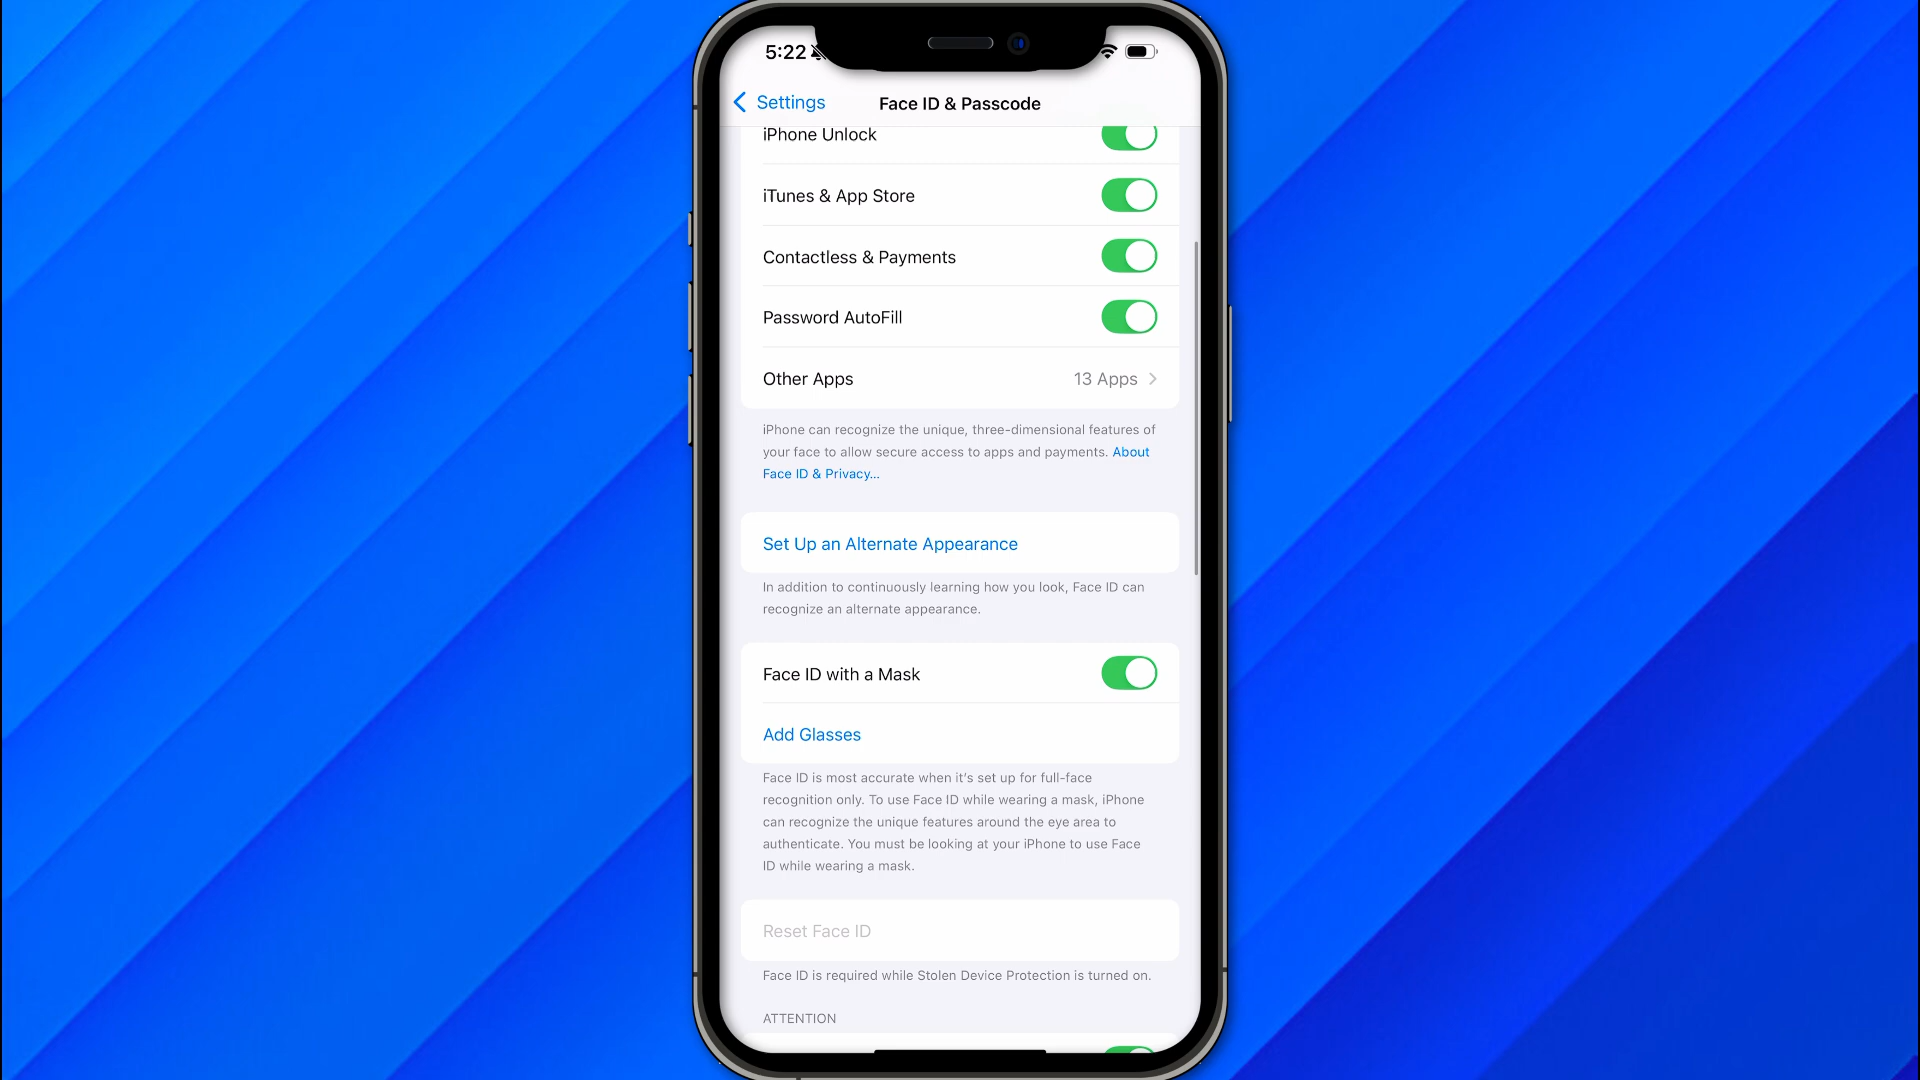 5:22
Settings
Face ID & Passcode
iPhone Unlock
iTunes & App Store
Contactless & Payments
Password AutoFill
Other Apps 13 Apps
iPhone can recognize the unique, three-dimensional features of
your face to allow secure access to apps and payments. About
Face ID & Privacy...
Set Up an Alternate Appearance
In addition to continuously learning how you look, Face ID can
recognize an alternate appearance.
Face ID with a Mask
Add Glasses
Face ID is most accurate when it's set up for full-face
recognition only. To use Face ID while wearing a mask, iPhone
can recognize the unique features around the eye area to
authenticate. You must be looking at your iPhone to use Face
ID while wearing a mask.
Reset Face ID
Face ID is required while Stolen Device Protection is turned on.
ATTENTION